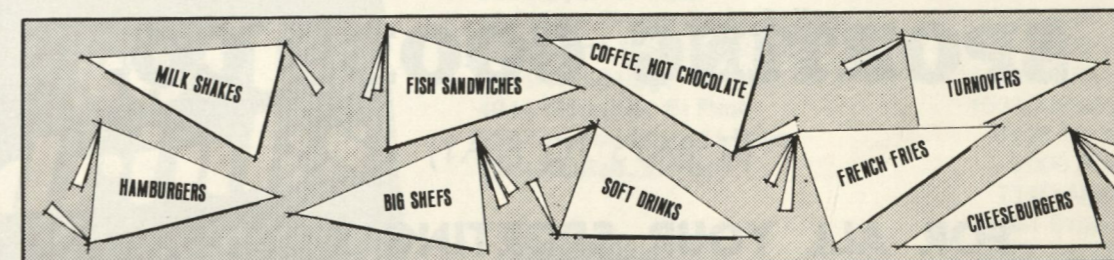 MILK SHAKES
FISH SANDWICHES
COFFEE, HOT CHOCOLATE
TURNOVERS
HAMBURGERS
BIG SHEFS
SOFT DRINKS
FRENCH FRIES
CHEESEBURGERS